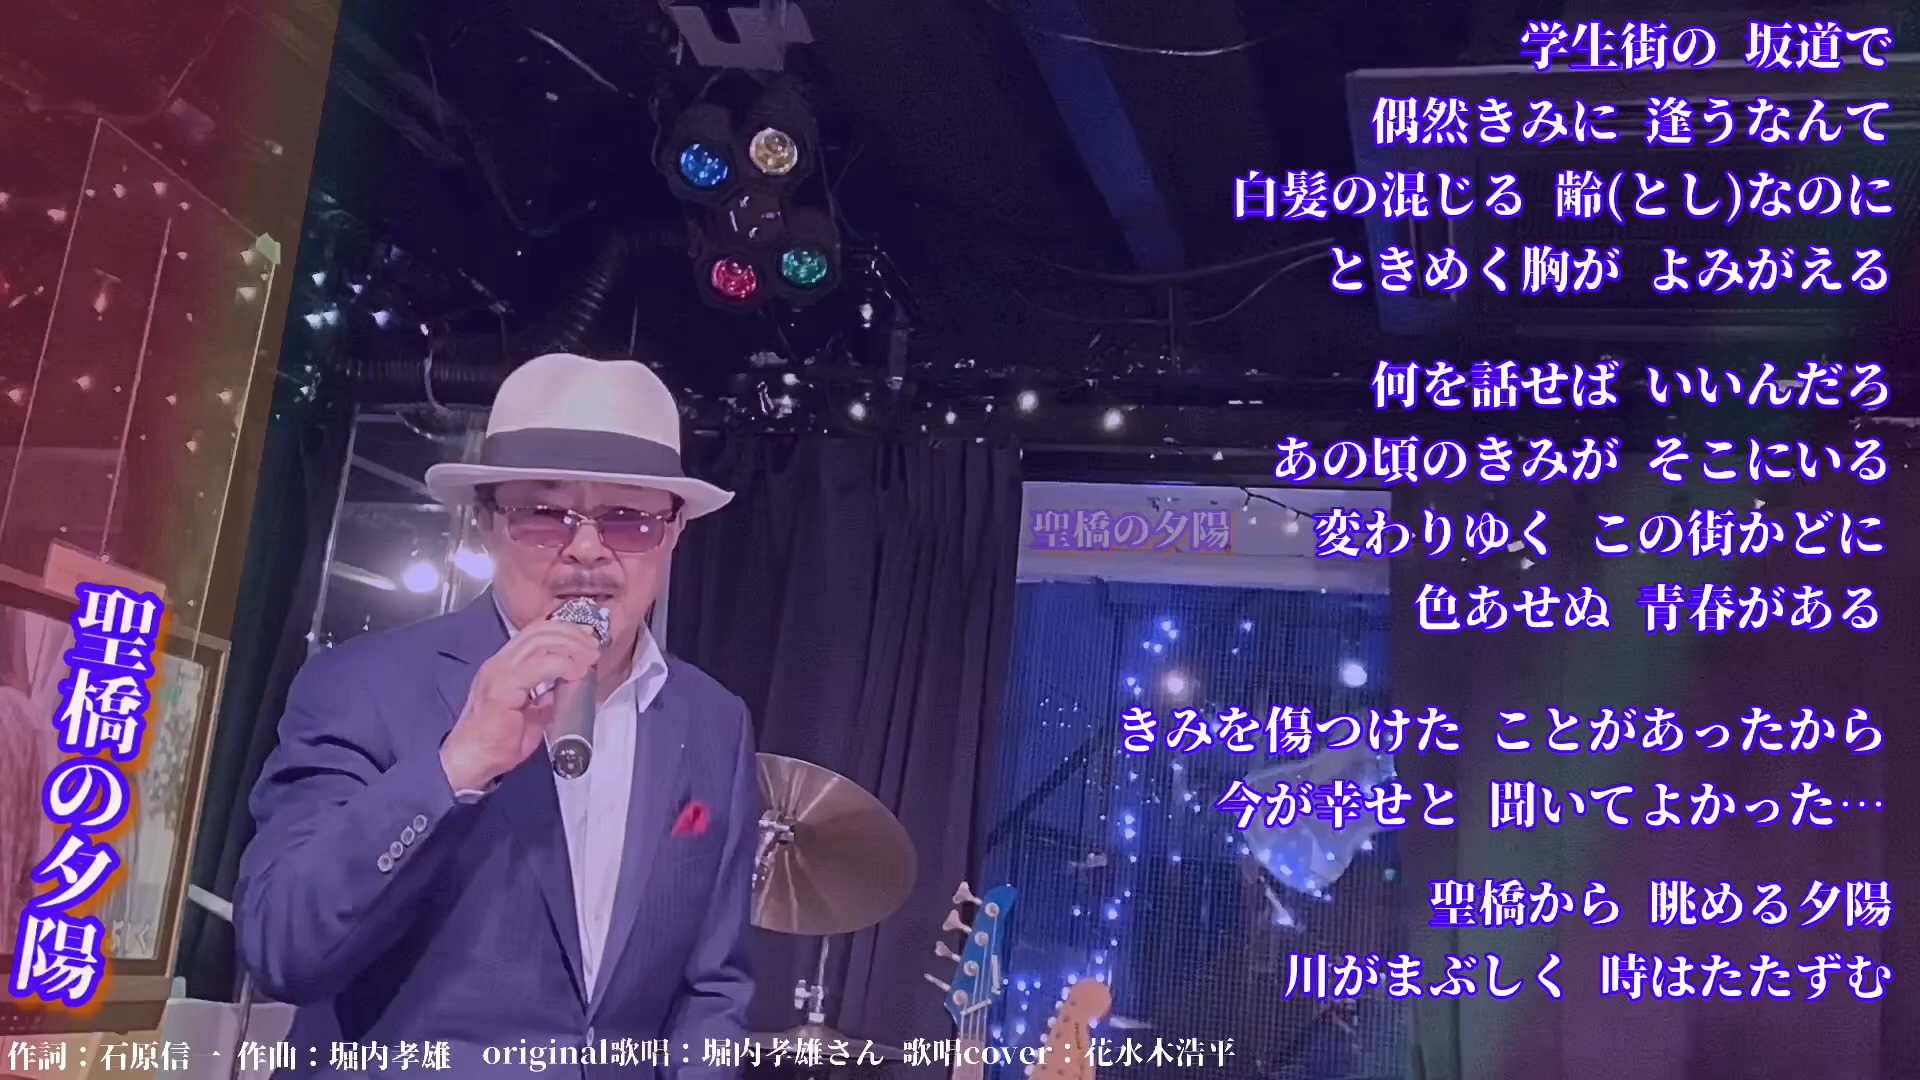 学生街の 坂道で
偶然きみに 逢うなんて
白髪の混じる 齢(とし)なのに
ときめく胸が よみがえる
何を話せば いいんだろ
あの頃のきみが そこにいる
変わりゆく この街かどに
色あせぬ 青春がある
きみを傷つけた ことがあったから
今が幸せと 聞いてよかった…
聖橋から 眺める夕陽
川がまぶしく 時はたたずむ
聖橋の夕陽
聖橋の夕陽
作詞：石原信一 作曲：堀内孝雄 original歌唱：堀内孝雄さん 歌唱cover：花水木浩平